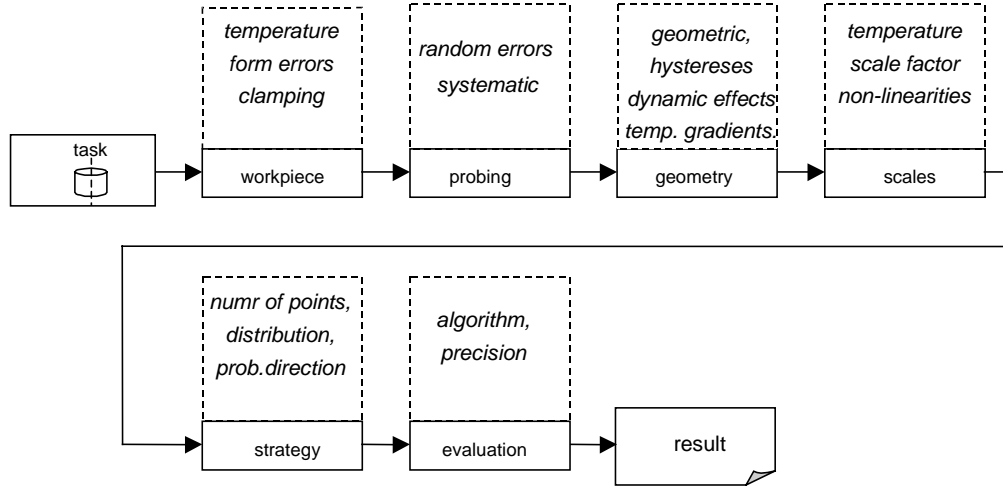 temperature
form errors
clamping
random errors
systematic
geometric,
hystereses
dynamic effects
temp. gradients.
temperature
scale factor
non-linearities
task
workpiece
probing
geometry
scales
numr of points,
distribution,
prob.direction
algorithm,
precision
strategy
evaluation
result